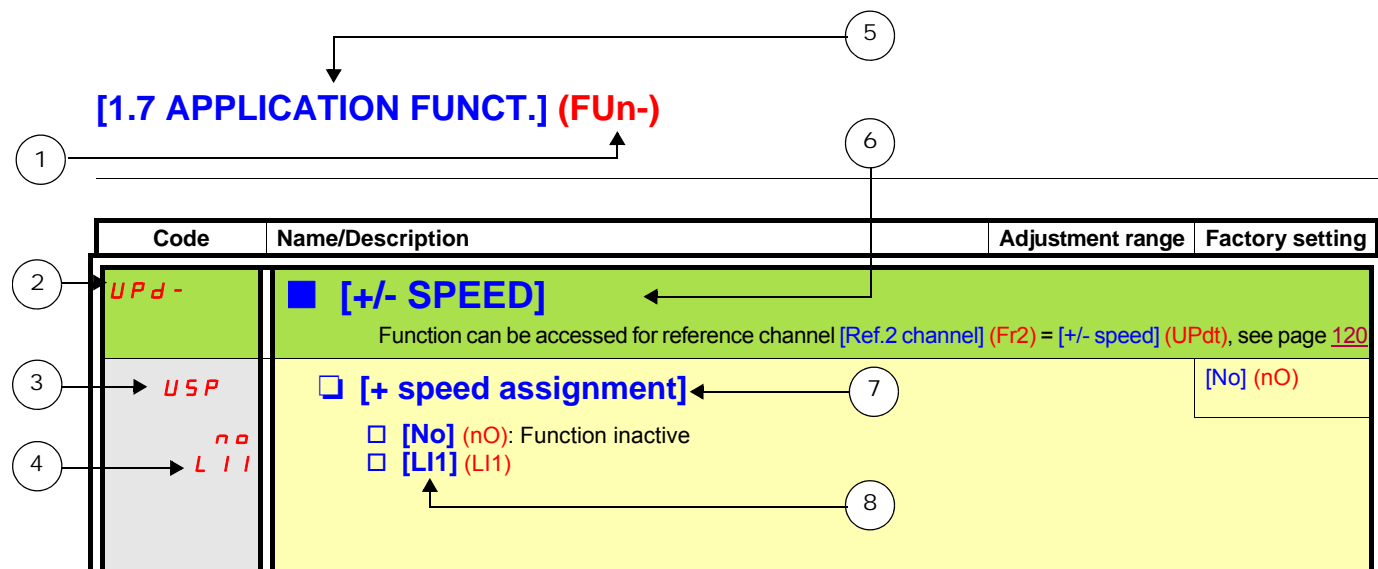 5
[1.7 APPLICATION FUNCT.] (FUn-)
1
6
Code Name/Description Adjustment range Factory setting
2
UPd- ■ [+/- SPEED]
Function can be accessed for reference channel [Ref.2 channel] (Fr2) = [+/- speed] (UPdt), see page 120
3
USP ❏ [+ speed assignment] 7 [No] (nO)
no □ [No] (nO): Function inactive
4 LI1 □ [LI1] (LI1)
8